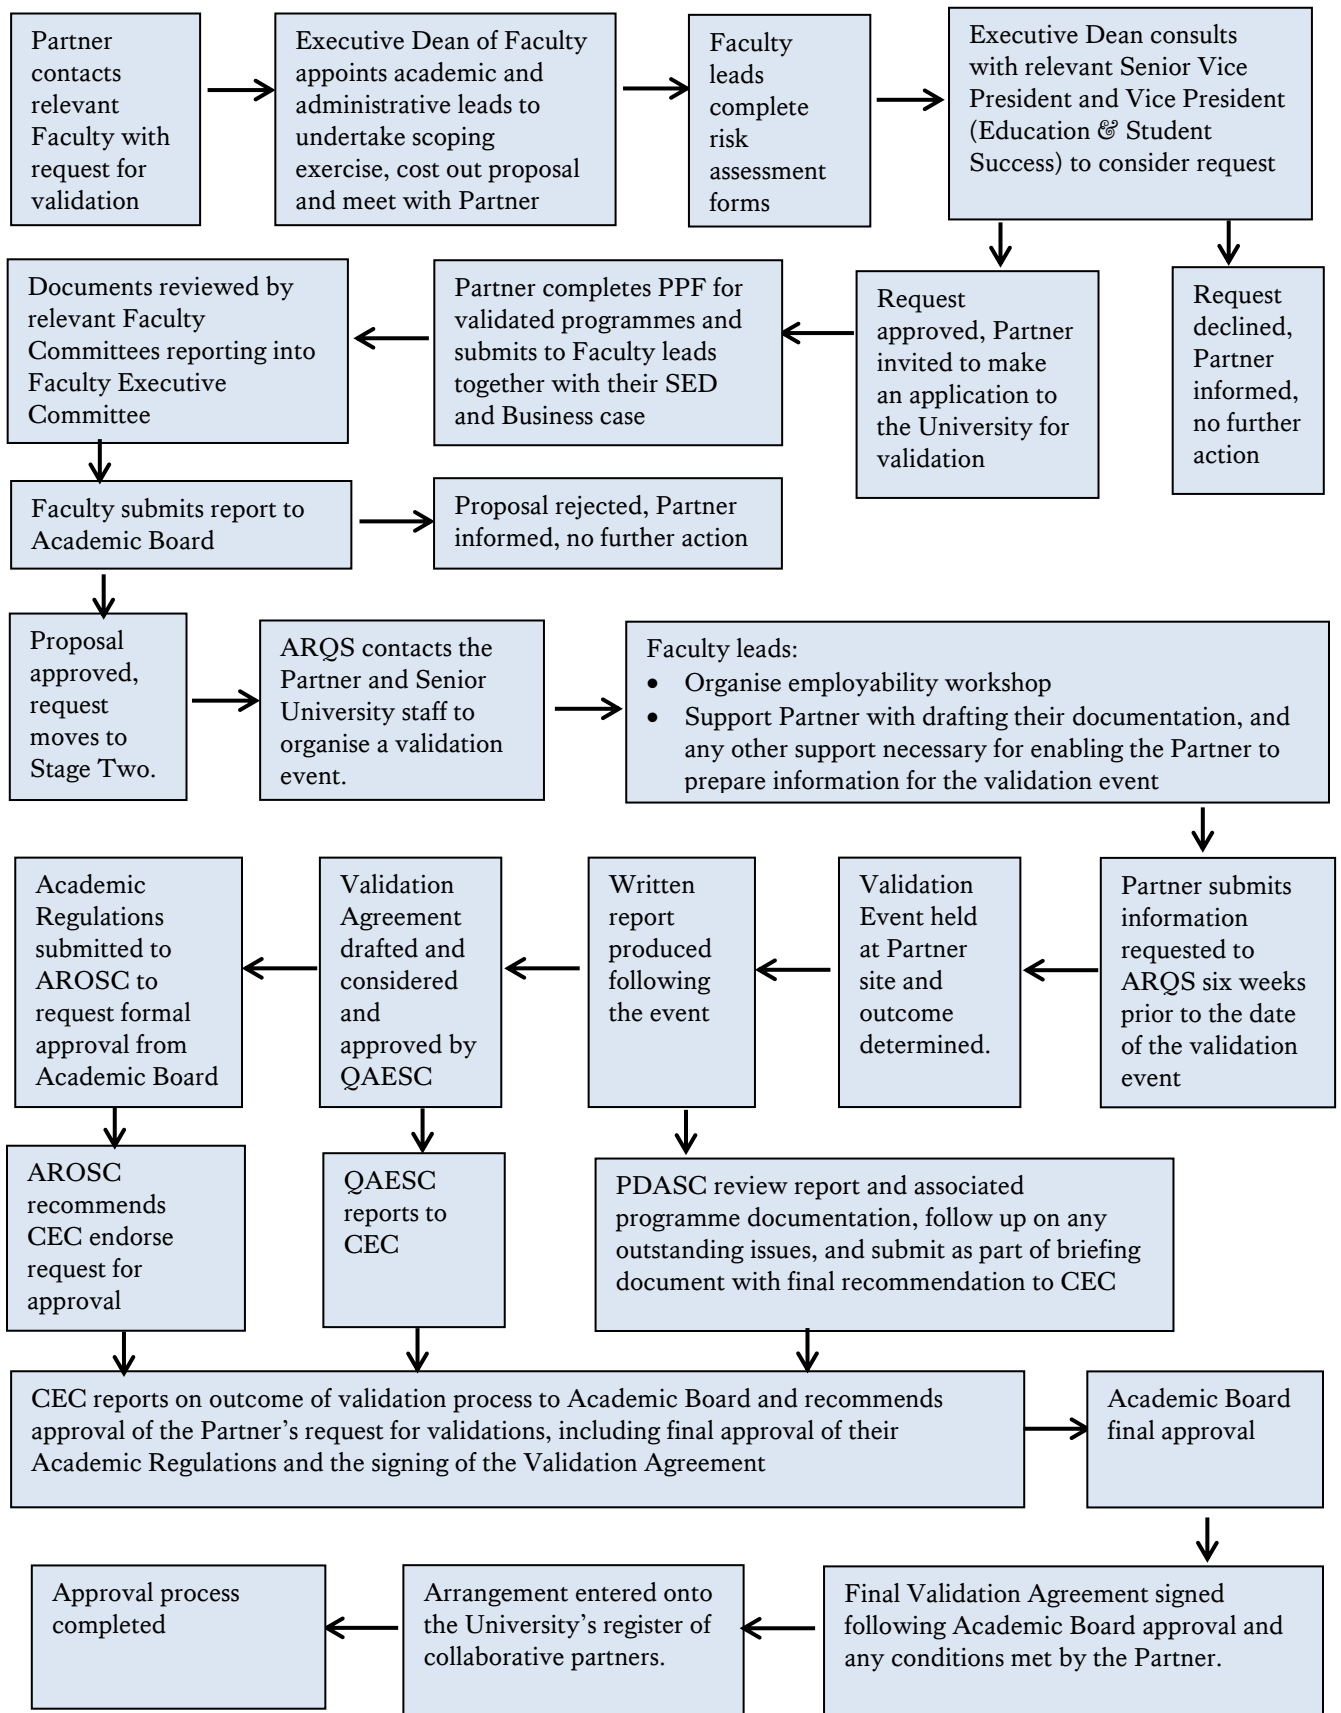 Partner
contacts
relevant
Faculty with
request for
validation
Executive Dean of Faculty
appoints academic and
administrative leads to
undertake scoping
exercise, cost out proposal
and meet with Partner
Faculty
leads
complete
risk
assessment
forms
Executive Dean consults
with relevant Senior Vice
President and Vice President
(Education & Student
Success) to consider request
Documents reviewed by
relevant Faculty
Committees reporting into
Faculty Executive
Committee
Partner completes PPF for
validated programmes and
submits to Faculty leads
together with their SED
and Business case
Request
approved, Partner
invited to make
an application to
the University for
validation
Request
declined,
Partner
informed,
no further
action
Faculty submits report to
Academic Board
Proposal rejected, Partner
informed, no further action
Proposal
approved,
request
moves to
Stage Two.
ARQS contacts the
Partner and Senior
University staff to
organise a validation
event.
Faculty leads:
• Organise employability workshop
• Support Partner with drafting their documentation, and
any other support necessary for enabling the Partner to
prepare information for the validation event
Academic
Regulations
submitted to
AROSC to
request formal
approval from
Academic Board
Validation
Agreement
drafted and
considered
and
approved by
QAESC
Written
report
produced
following
the event
Validation
Event held
at Partner
site and
outcome
determined.
Partner submits
information
requested to
ARQS six weeks
prior to the date
of the validation
event
AROSC
recommends
CEC endorse
request for
approval
QAESC
reports to
CEC
PDASC review report and associated
programme documentation, follow up on any
outstanding issues, and submit as part of briefing
document with final recommendation to CEC
CEC reports on outcome of validation process to Academic Board and recommends
approval of the Partner's request for validations, including final approval of their
Academic Regulations and the signing of the Validation Agreement
Academic Board
final approval
Approval process
completed
Arrangement entered onto
the University's register of
collaborative partners.
Final Validation Agreement signed
following Academic Board approval and
any conditions met by the Partner.